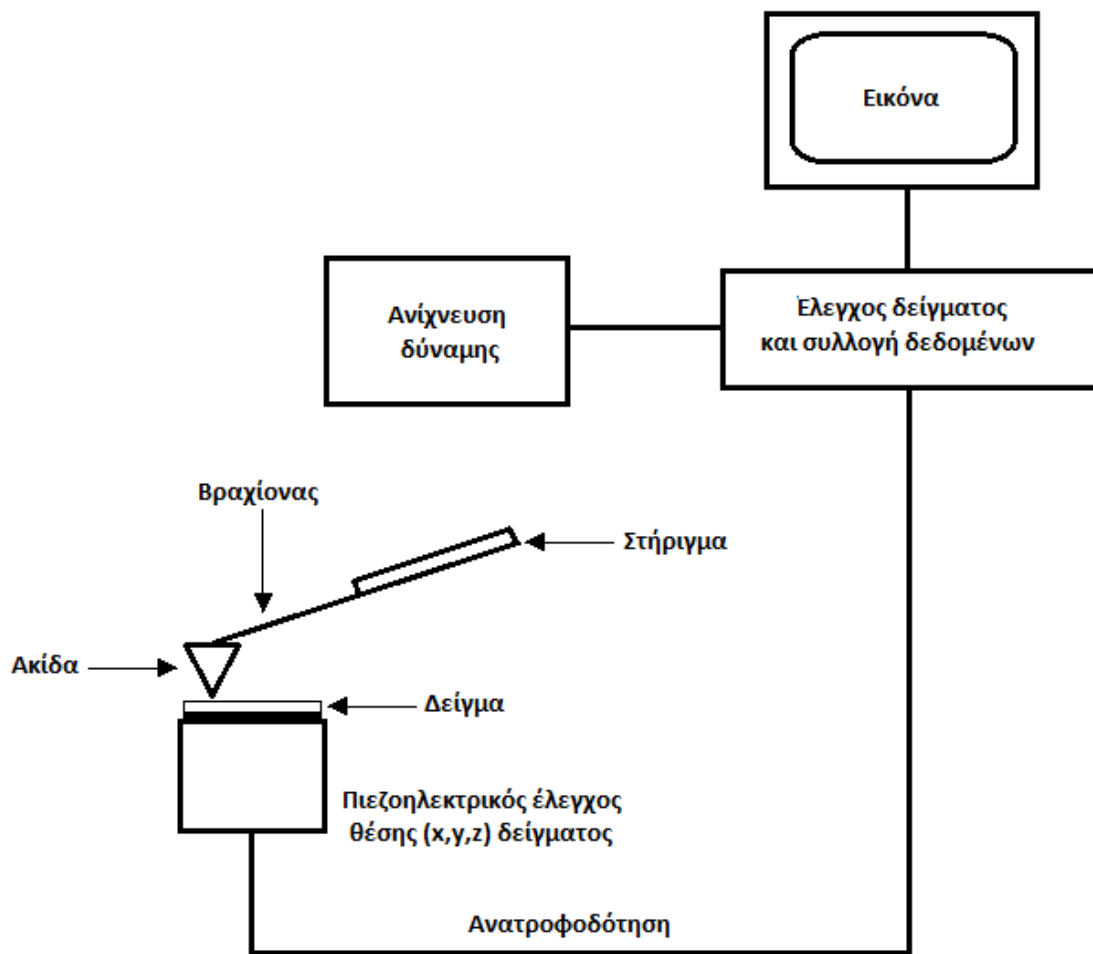 Εικόνα
Ανίχνευση
δύναμης
Έλεγχος δείγματος
και συλλογή δεδομένων
Βραχίονας
Στήριγμα
Ακίδα
Δείγμα
Πιεζοηλεκτρικός έλεγχος
θέσης (x,y,z) δείγματος
Ανατροφοδότηση